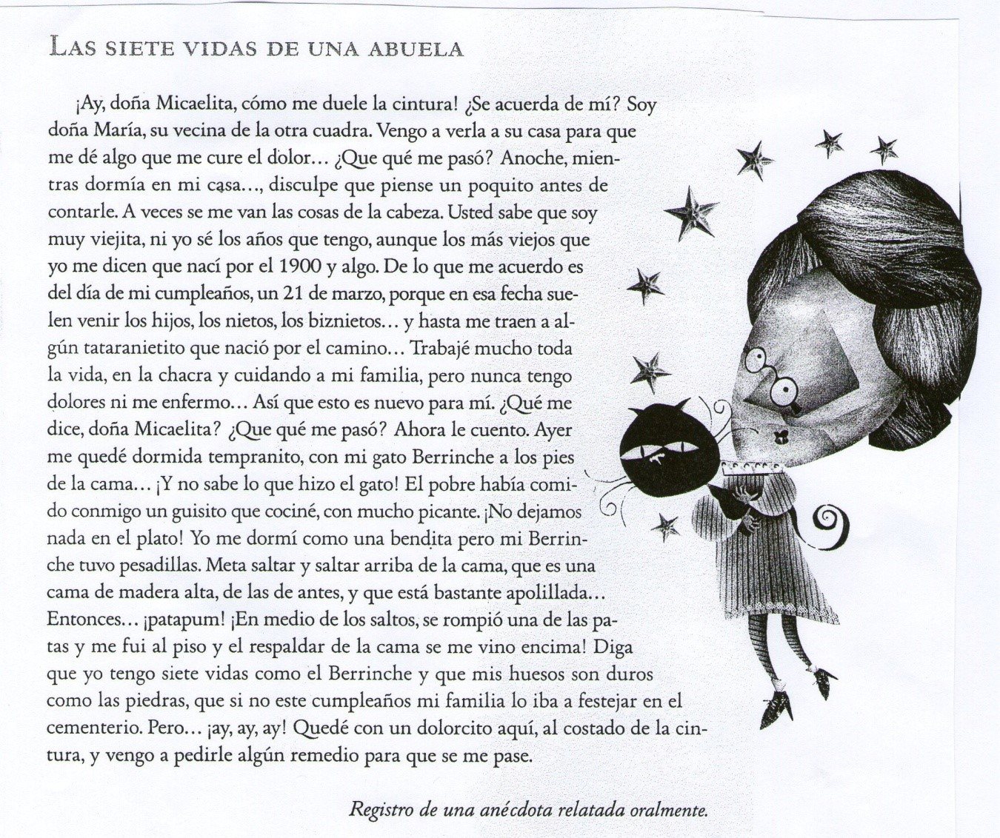 LAS SIETE VIDAS DE UNA ABUELA
¡Ay, doña Micaelita, cómo me duele la cintura! ¿Se acuerda de mí? Soy
doña María, su vecina de la otra cuadra. Vengo a verla a su casa para que
me dé algo que me cure el dolor... ¿Que qué me pasó? Anoche, mien-
tras dormía en mi casa..., disculpe que piense un poquito antes de
contarle. A veces se me van las cosas de la cabeza. Usted sabe que soy
muy viejita, ni yo sé los años que tengo, aunque los más viejos que
yo me dicen que nací por el 1900 y algo. De lo que me acuerdo es
del día de mi cumpleaños, un 21 de marzo, porque en esa fecha sue-
len venir los hijos, los nietos, los biznietos... y hasta me traen a al-
gún tataranietito que nació por el camino... Trabajé mucho toda
la vida, en la chacra y cuidando a mi familia, pero nunca tengo
dolores ni me enfermo... Así que esto es nuevo para mí. ¿Qué me
dice, doña Micaelita? ¿Que qué me pasó? Ahora le cuento. Ayer
me quedé dormida tempranito, con mi gato Berrinche a los pies
de la cama... ¡Y no sabe lo que hizo el gato! El pobre había comi-
do conmigo un guisito que cociné, con mucho picante. ¡No dejamos
nada en el plato! Yo me dormí como una bendita pero mi Berrin-
che tuvo pesadillas. Meta saltar y saltar arriba de la cama, que es una
cama de madera alta, de las de antes, y que está bastante apolillada...
Entonces... ¡patapum! ¡En medio de los saltos, se rompió una de las pa-
tas y me fui al piso y el respaldar de la cama se me vino encima! Diga
que yo tengo siete vidas como el Berrinche y que mis huesos son duros
como las piedras, que si no este cumpleaños mi familia lo iba a festejar en el
cementerio. Pero... ¡ay, ay, ay! Quedé con un dolorcito aquí, al costado de la cin-
tura, y vengo a pedirle algún remedio para que se me pase.
Registro de una anécdota relatada oralmente.